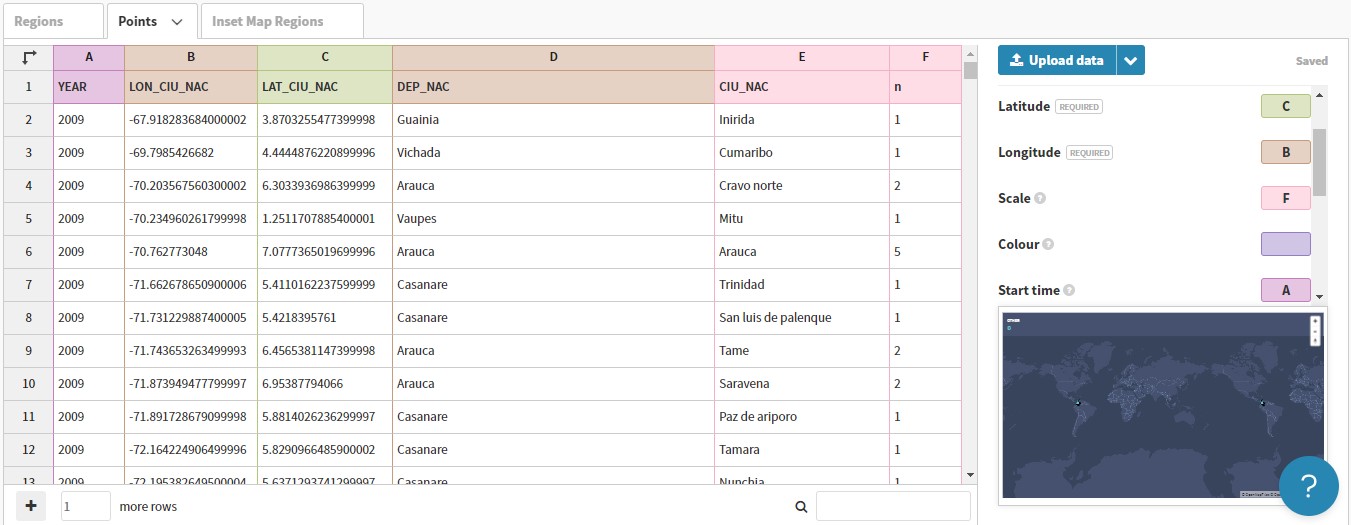 Regions Points Inset Map Regions
A B C D E F
1 YEAR LON_CIU_NAC LAT_CIU_NAC DEP_NAC CIU_NAC n
2 2009 -67.918283684000002 3.8703255477399998 Guainia Inirida 1
3 2009 -69.7985426682 4.4444876220899996 Vichada Cumaribo 1
4 2009 -70.203567560300002 6.3033936986399999 Arauca Cravo norte 2
5 2009 -70.234960261799998 1.2511707885400001 Vaupes Mitu 1
6 2009 -70.762773048 7.0777365019699996 Arauca Arauca 5
7 2009 -71.662678650900006 5.4110162237599999 Casanare Trinidad 1
8 2009 -71.731229887400005 5.4218395761 Casanare San luis de palenque 1
9 2009 -71.743653263499993 6.4565381147399998 Arauca Tame 2
10 2009 -71.873949477799997 6.95387794066 Arauca Saravena 2
11 2009 -71.891728679099998 5.8814026236299997 Casanare Paz de ariporo 1
12 2009 -72.164224906499996 5.8290966485900002 Casanare Tamara 1
13 2009 -72.195382649500004 5.6371293741299997 Casanare Nunchia 1
+ 1 more rows
Upload data Saved
Latitude REQUIRED C
Longitude REQUIRED B
Scale ? F
Colour ?
Start time ? A
OTHER
?